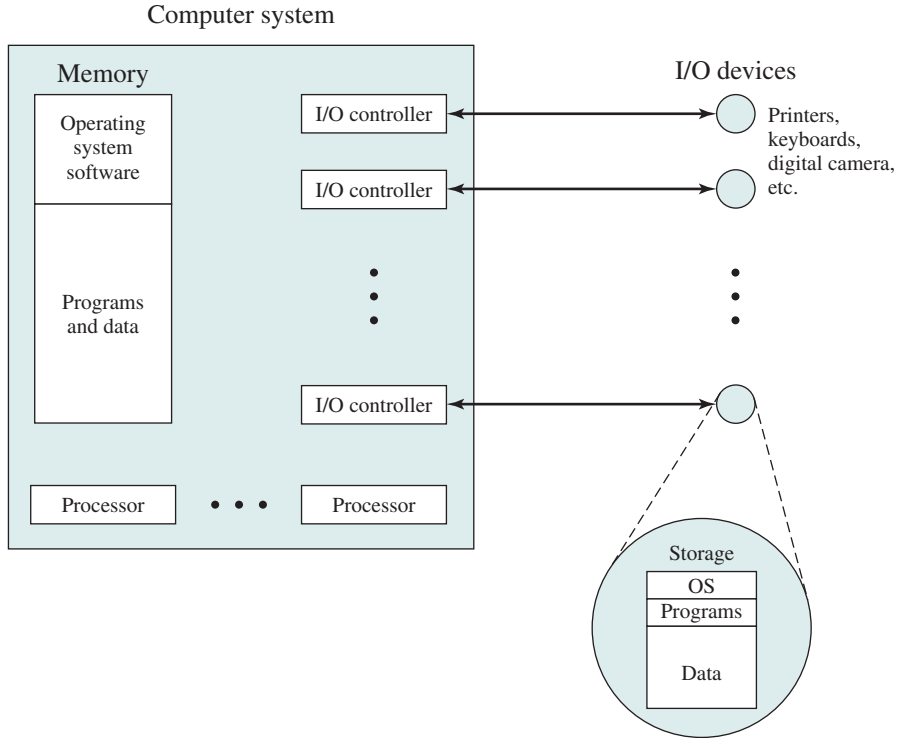 Computer system
Memory
Operating
system
software
Programs
and data
I/O controller
I/O controller
I/O controller
Processor
Processor
I/O devices
Printers,
keyboards,
digital camera,
etc.
Storage
OS
Programs
Data